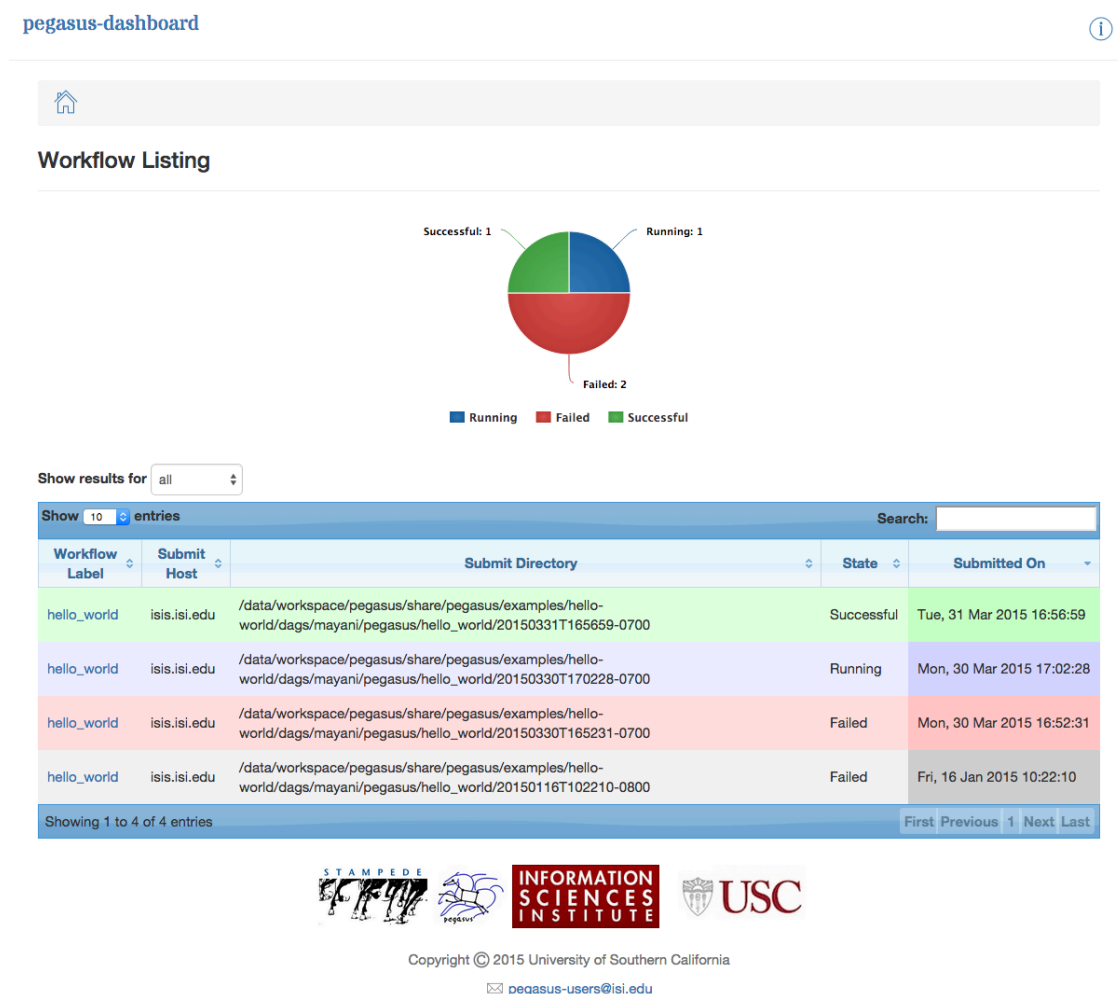 pegasus-dashboard
Workflow Listing
Successful: 1
Running: 1
Failed: 2
Running Failed Successful
Show results for all
Show 10 entries Search:
Workflow Label Submit Host Submit Directory State Submitted On
hello_world isis.isi.edu /data/workspace/pegasus/share/pegasus/examples/hello-
world/dags/mayani/pegasus/hello_world/20150331T165659-0700 Successful Tue, 31 Mar 2015 16:56:59
hello_world isis.isi.edu /data/workspace/pegasus/share/pegasus/examples/hello-
world/dags/mayani/pegasus/hello_world/20150330T170228-0700 Running Mon, 30 Mar 2015 17:02:28
hello_world isis.isi.edu /data/workspace/pegasus/share/pegasus/examples/hello-
world/dags/mayani/pegasus/hello_world/20150330T165231-0700 Failed Mon, 30 Mar 2015 16:52:31
hello_world isis.isi.edu /data/workspace/pegasus/share/pegasus/examples/hello-
world/dags/mayani/pegasus/hello_world/20150116T102210-0800 Failed Fri, 16 Jan 2015 10:22:10
Showing 1 to 4 of 4 entries First Previous 1 Next Last
STAMPEDE
pegasus
INFORMATION
SCIENCES
INSTITUTE
USC
Copyright © 2015 University of Southern California
pegasus-users@isi.edu